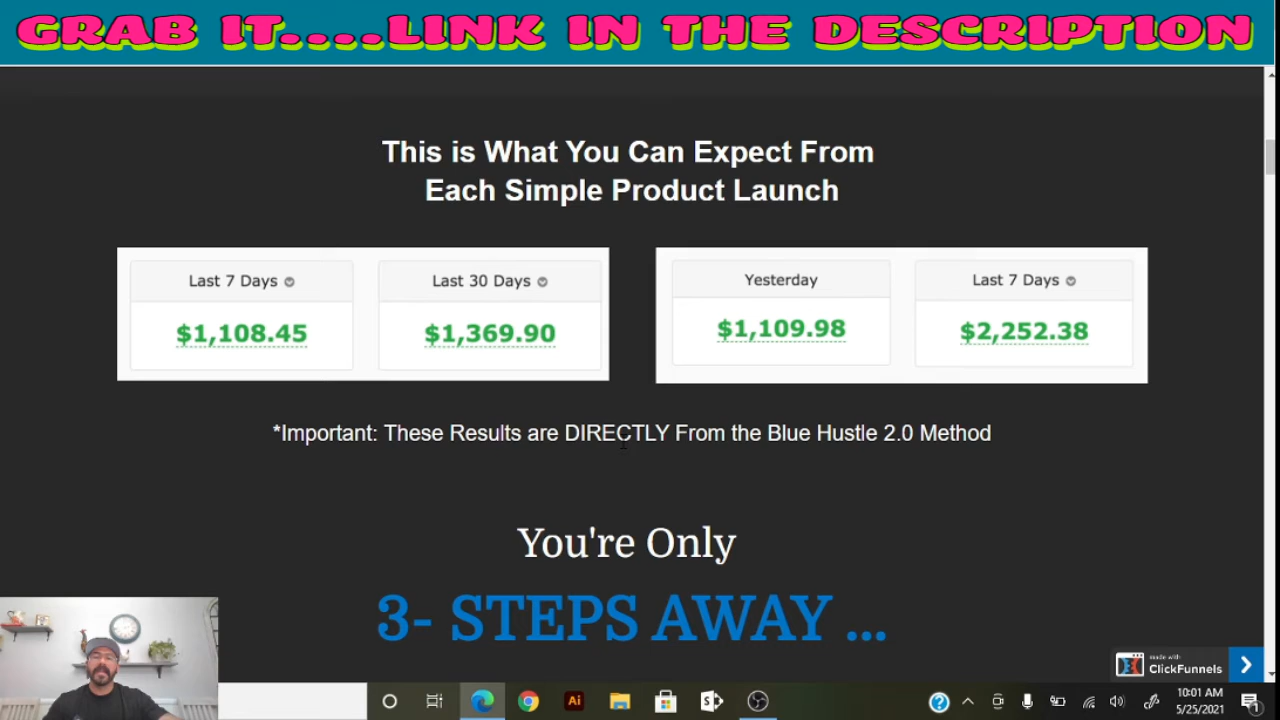 GRAB IT....LINK IN THE DESCRIPTION
This is What You Can Expect From
Each Simple Product Launch
Last 7 Days
Last 30 Days
Yesterday
Last 7 Days
$1,108.45
$1,369.90
$1,109.98
$2,252.38
*Important: These Results are DIRECTLY From the Blue Hustle 2.0 Method
You're Only
3- STEPS AWAY ...
made with
ClickFunnels
Ai
S
?
10:01 AM
5/25/2021
1